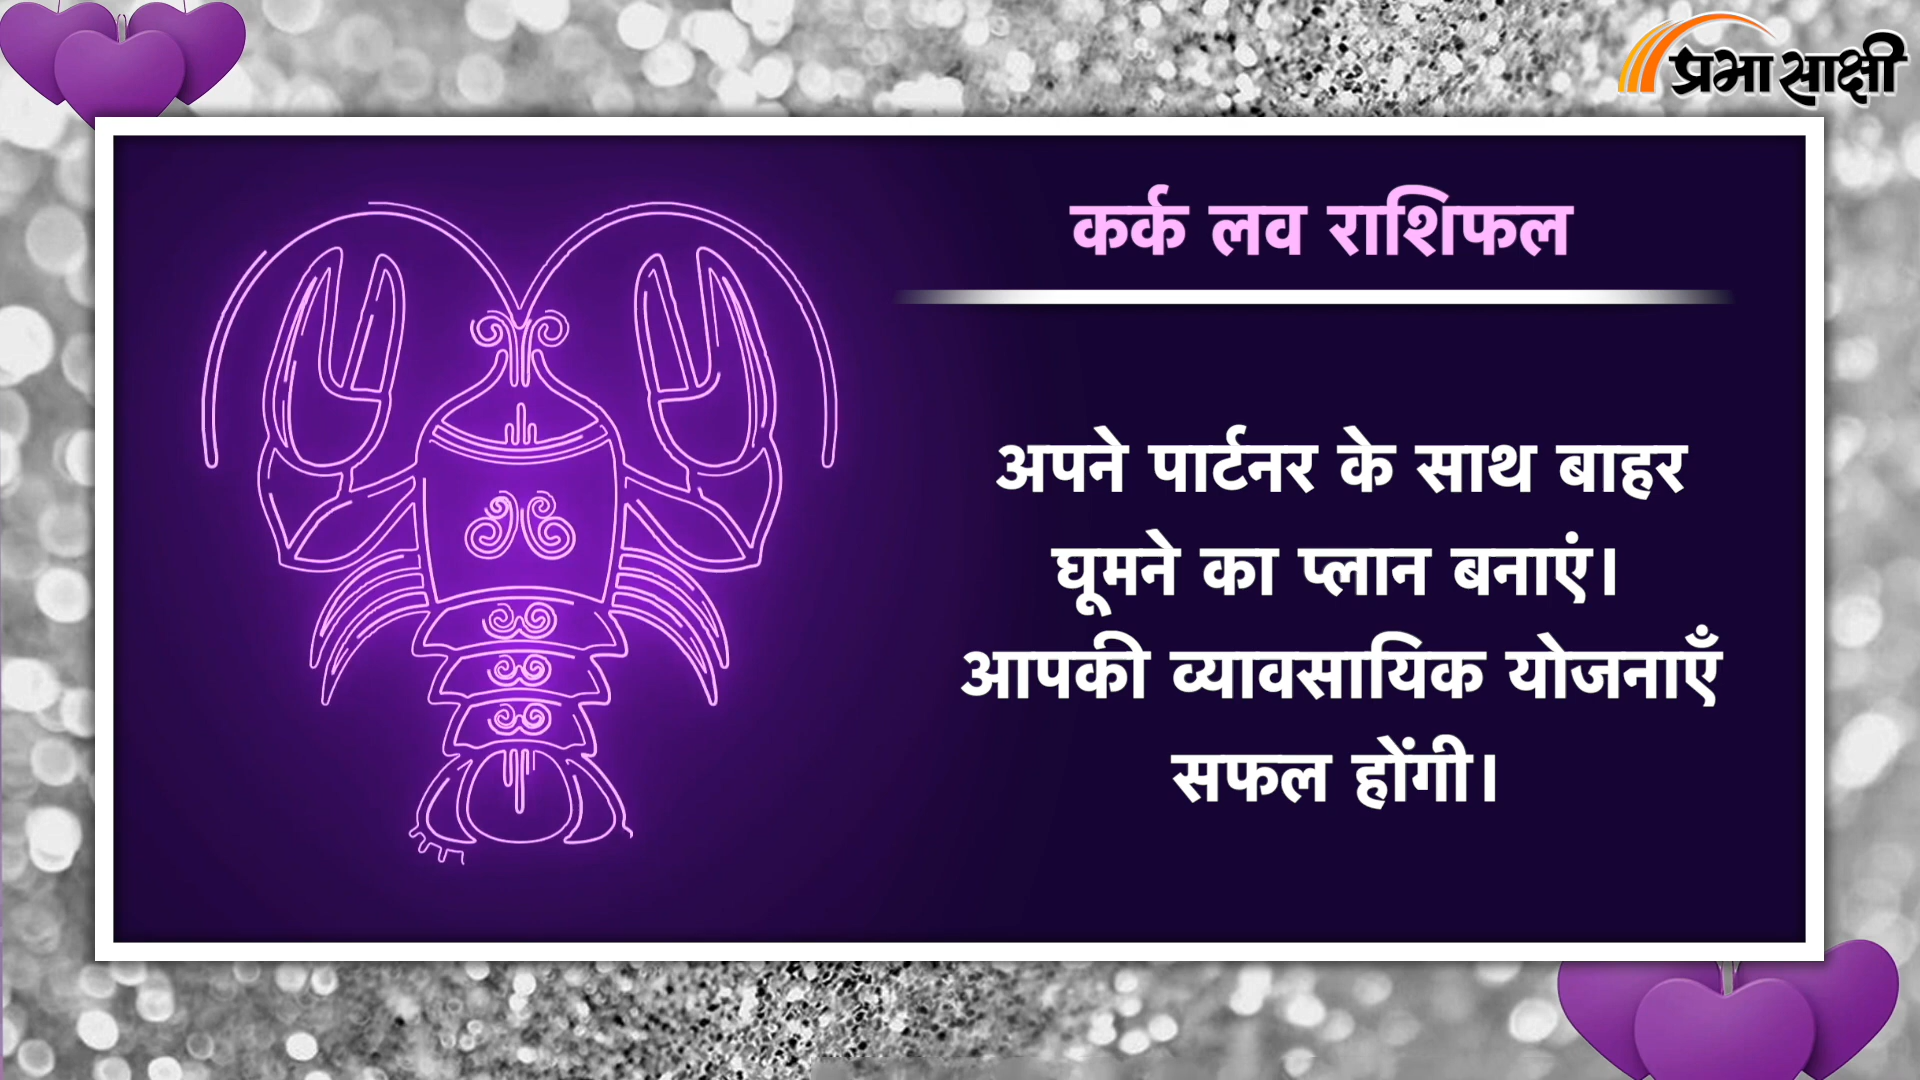 प्रभासाक्षी
कर्क लव राशिफल
अपने पार्टनर के साथ बाहर
घूमने का प्लान बनाएं।
आपकी व्यावसायिक योजनाएँ
सफल होंगी।